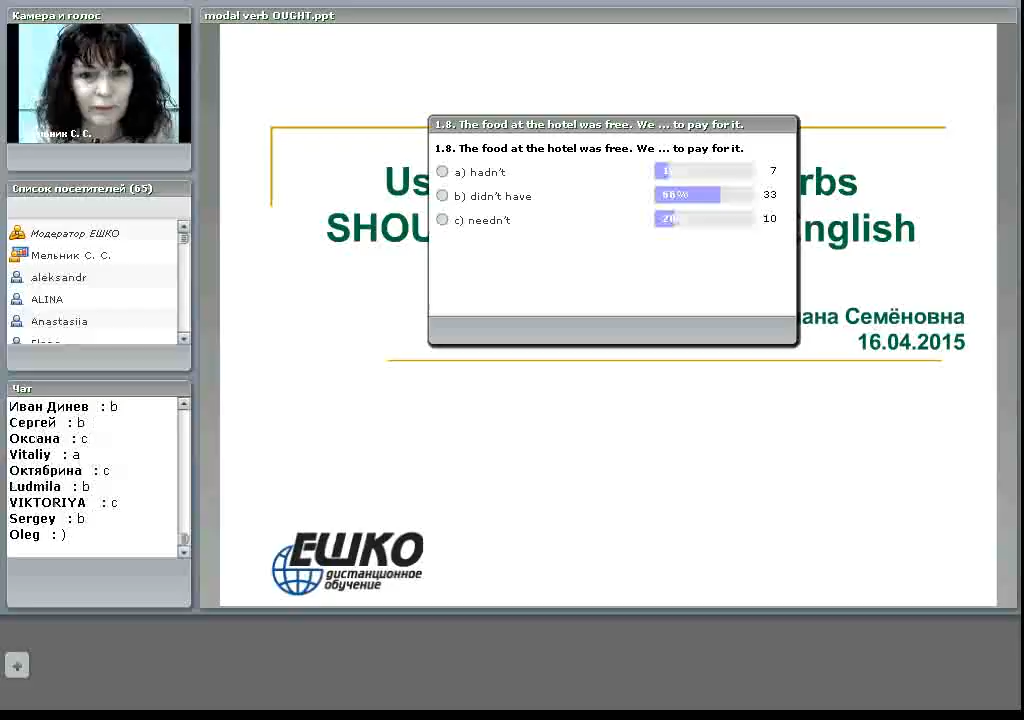 Камера и голос
modal verb OUGHT.ppt
С. С.
Список посетителей (65)
Модератор ЕШКО
Мельник С. С.
aleksandr
ALINA
Anastasiia
Чат
Иван Динев : b
Сергей : b
Оксана : c
Vitaliy : a
Октябрина : c
Ludmila : b
VIKTORIYA : c
Sergey : b
Oleg : )
1.8. The food at the hotel was free. We ... to pay for it.
1.8. The food at the hotel was free. We ... to pay for it.
a) hadn't 7
b) didn't have 66% 33
c) needn't 10
Us rbs
SHOU nglish
ана Семёновна
16.04.2015
ЕШКО
дистанционное
обучение